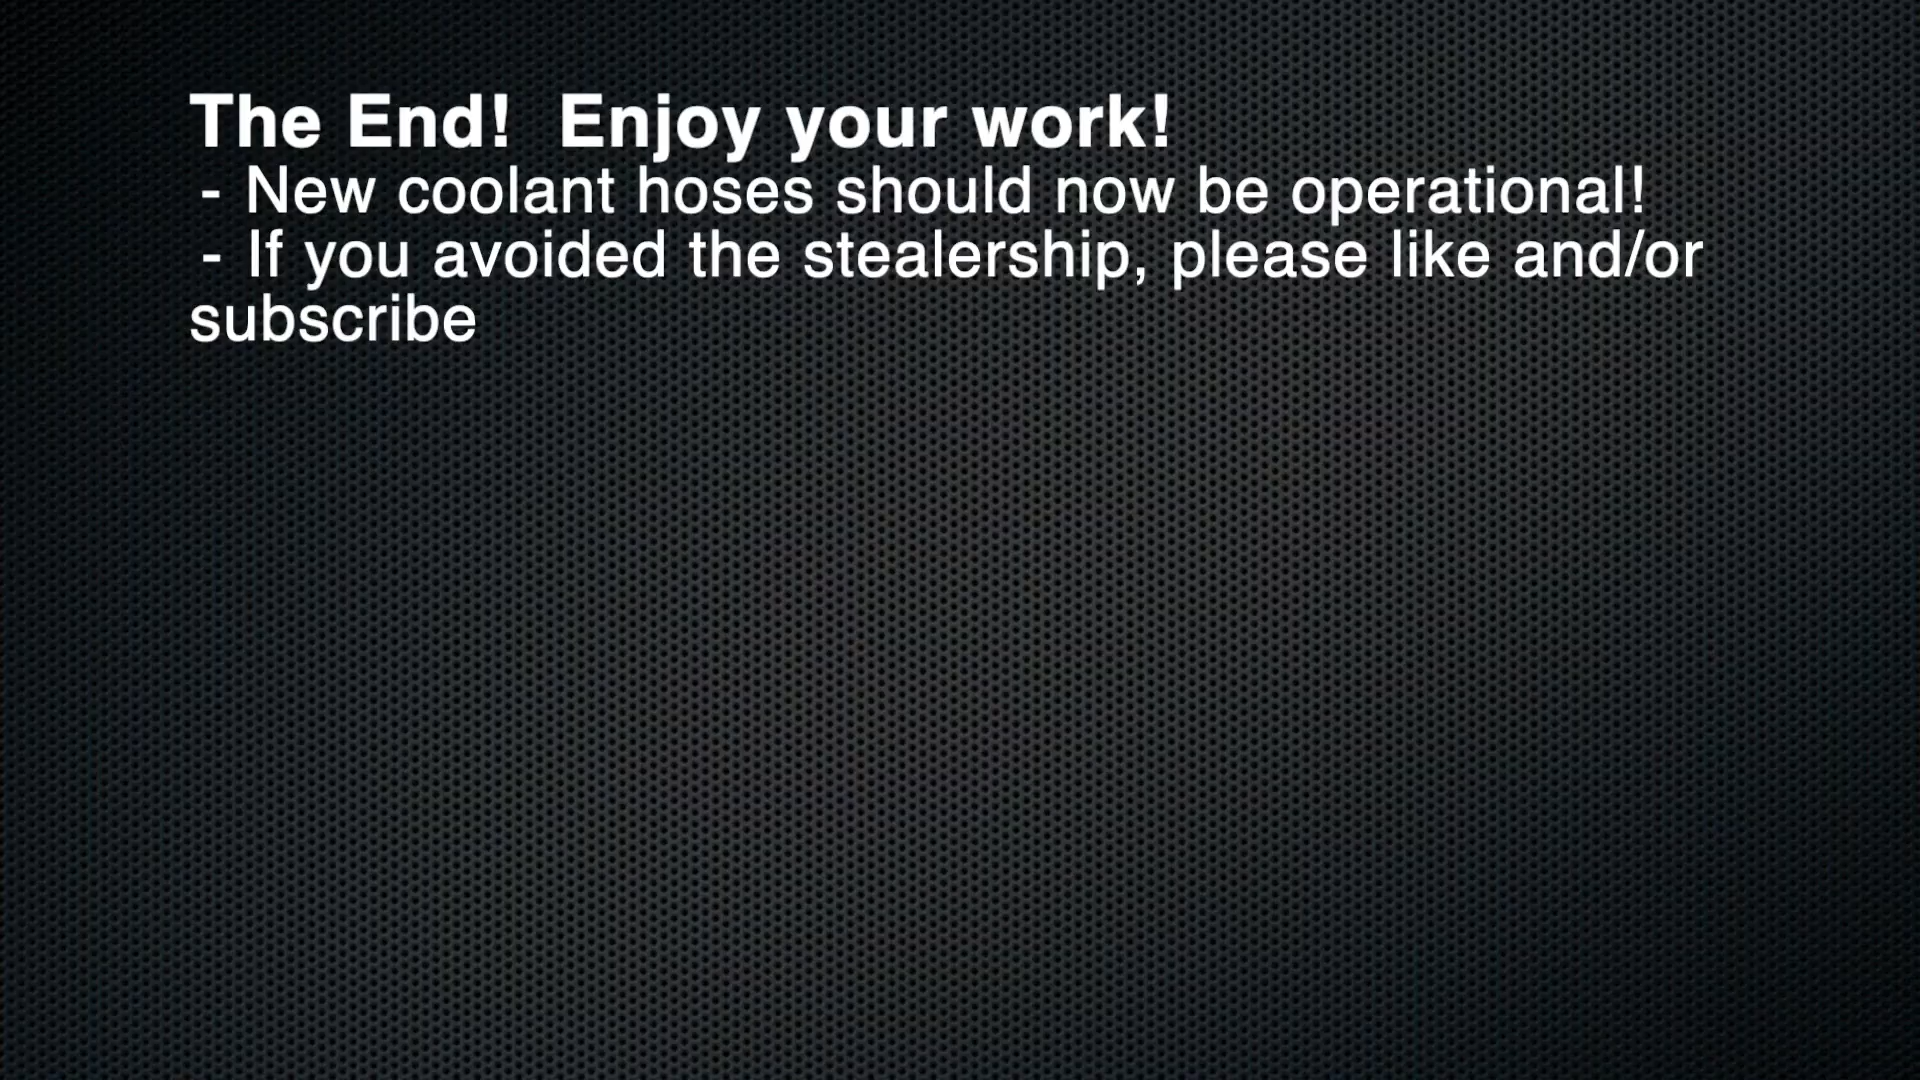 The End!  Enjoy your work!
- New coolant hoses should now be operational!
- If you avoided the stealership, please like and/or
subscribe